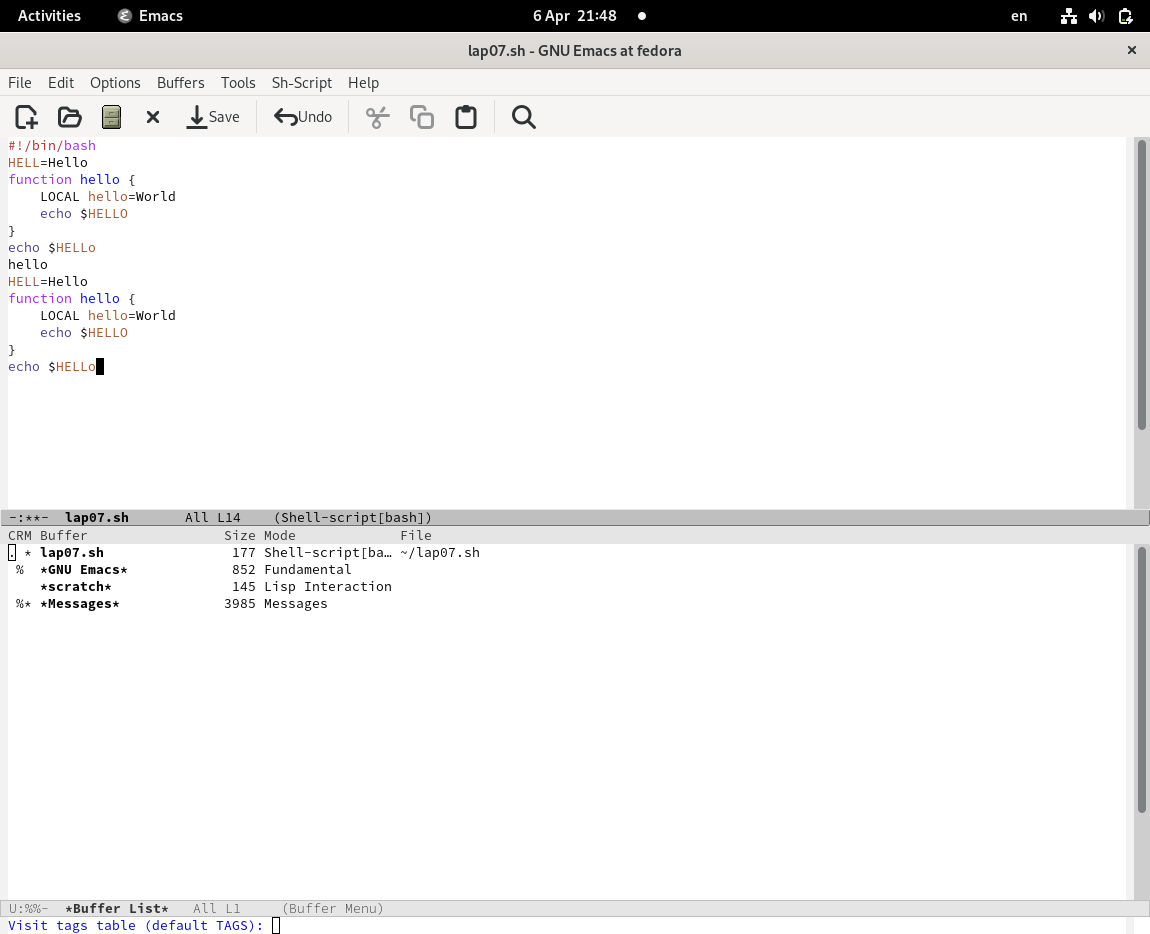 Activities Emacs 6 Apr 21:48 en
lap07.sh - GNU Emacs at fedora
File Edit Options Buffers Tools Sh-Script Help
Save Undo
#!/bin/bash
HELL=Hello
function hello {
    LOCAL hello=World
    echo $HELLO
}
echo $HELLo
hello
HELL=Hello
function hello {
    LOCAL hello=World
    echo $HELLO
}
echo $HELLo
-:**-  lap07.sh       All L14    (Shell-script[bash])
CRM Buffer                 Size Mode             File
. * lap07.sh                177 Shell-script[ba… ~/lap07.sh
 %  *GNU Emacs*             852 Fundamental
    *scratch*               145 Lisp Interaction
 %* *Messages*             3985 Messages
U:%%-  *Buffer List*   All L1     (Buffer Menu)
Visit tags table (default TAGS):